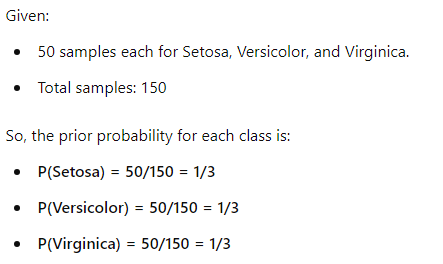 Given:
• 50 samples each for Setosa, Versicolor, and Virginica.
• Total samples: 150
So, the prior probability for each class is:
• P(Setosa) = 50/150 = 1/3
• P(Versicolor) = 50/150 = 1/3
• P(Virginica) = 50/150 = 1/3